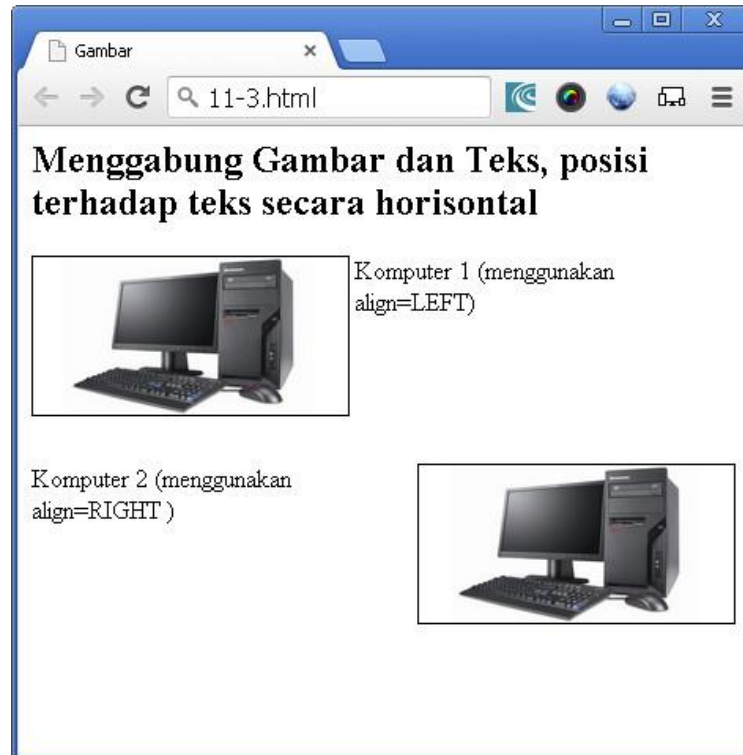 Gambar
11-3.html
Menggabung Gambar dan Teks, posisi
terhadap teks secara horisontal
Komputer 1 (menggunakan
align=LEFT)
Komputer 2 (menggunakan
align=RIGHT )